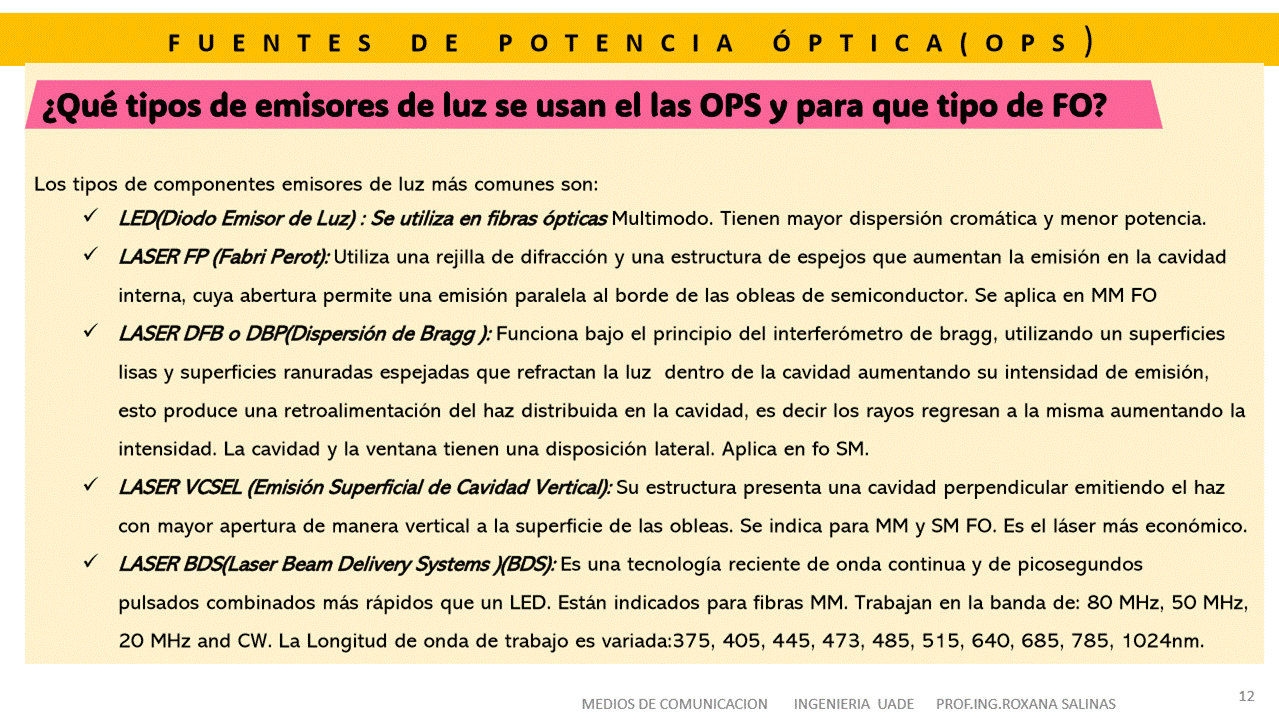 FUENTES DE POTENCIA ÓPTICA(OPS)
¿Qué tipos de emisores de luz se usan el las OPS y para que tipo de FO?
Los tipos de componentes emisores de luz más comunes son:
✓ LED(Diodo Emisor de Luz) : Se utiliza en fibras ópticas Multimodo. Tienen mayor dispersión cromática y menor potencia.
✓ LASER FP (Fabri Perot): Utiliza una rejilla de difracción y una estructura de espejos que aumentan la emisión en la cavidad
interna, cuya abertura permite una emisión paralela al borde de las obleas de semiconductor. Se aplica en MM FO
✓ LASER DFB o DBP(Dispersión de Bragg ): Funciona bajo el principio del interferómetro de bragg, utilizando un superficies
lisas y superficies ranuradas espejadas que refractan la luz dentro de la cavidad aumentando su intensidad de emisión,
esto produce una retroalimentación del haz distribuida en la cavidad, es decir los rayos regresan a la misma aumentando la
intensidad. La cavidad y la ventana tienen una disposición lateral. Aplica en fo SM.
✓ LASER VCSEL (Emisión Superficial de Cavidad Vertical): Su estructura presenta una cavidad perpendicular emitiendo el haz
con mayor apertura de manera vertical a la superficie de las obleas. Se indica para MM y SM FO. Es el láser más económico.
✓ LASER BDS(Laser Beam Delivery Systems )(BDS): Es una tecnología reciente de onda continua y de picosegundos
pulsados combinados más rápidos que un LED. Están indicados para fibras MM. Trabajan en la banda de: 80 MHz, 50 MHz,
20 MHz and CW. La Longitud de onda de trabajo es variada:375, 405, 445, 473, 485, 515, 640, 685, 785, 1024nm.
MEDIOS DE COMUNICACION INGENIERIA UADE PROF.ING.ROXANA SALINAS
12